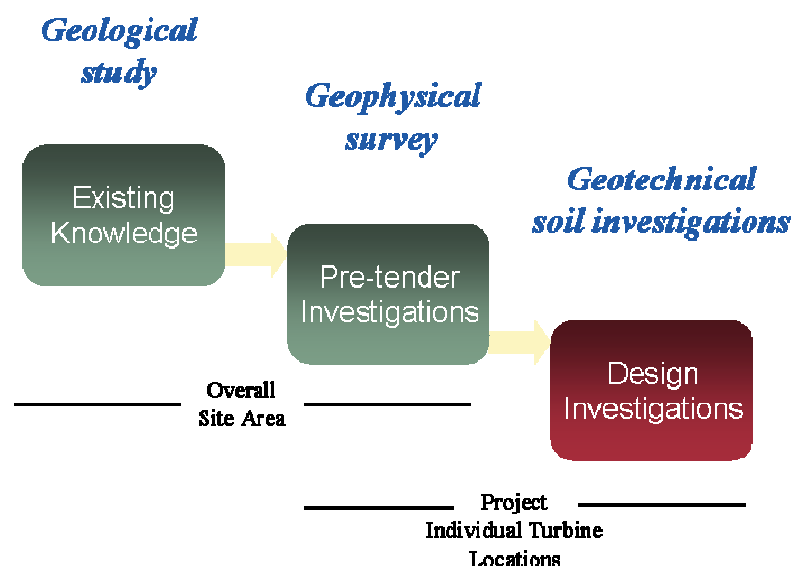 Geological
study
Geophysical
survey
Geotechnical
soil investigations
Existing
Knowledge
Pre-tender
Investigations
Design
Investigations
Overall
Site Area
Project
Individual Turbine
Locations